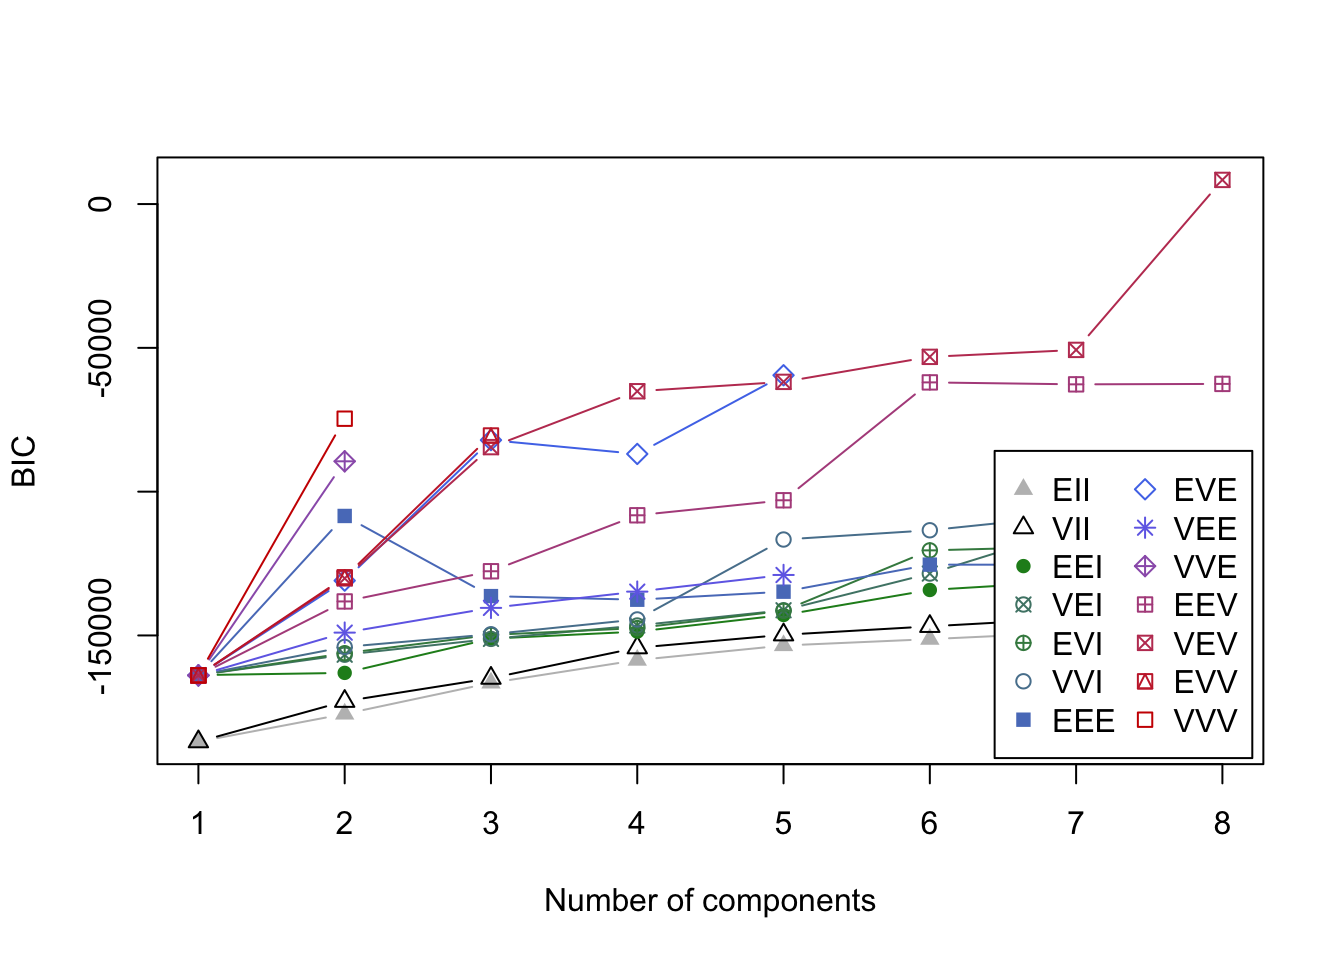 0
-50000
-150000
BIC
EII EVE
VII VEE
EEI VVE
VEI EEV
EVI VEV
VVI EVV
EEE VVV
1 2 3 4 5 6 7 8
Number of components